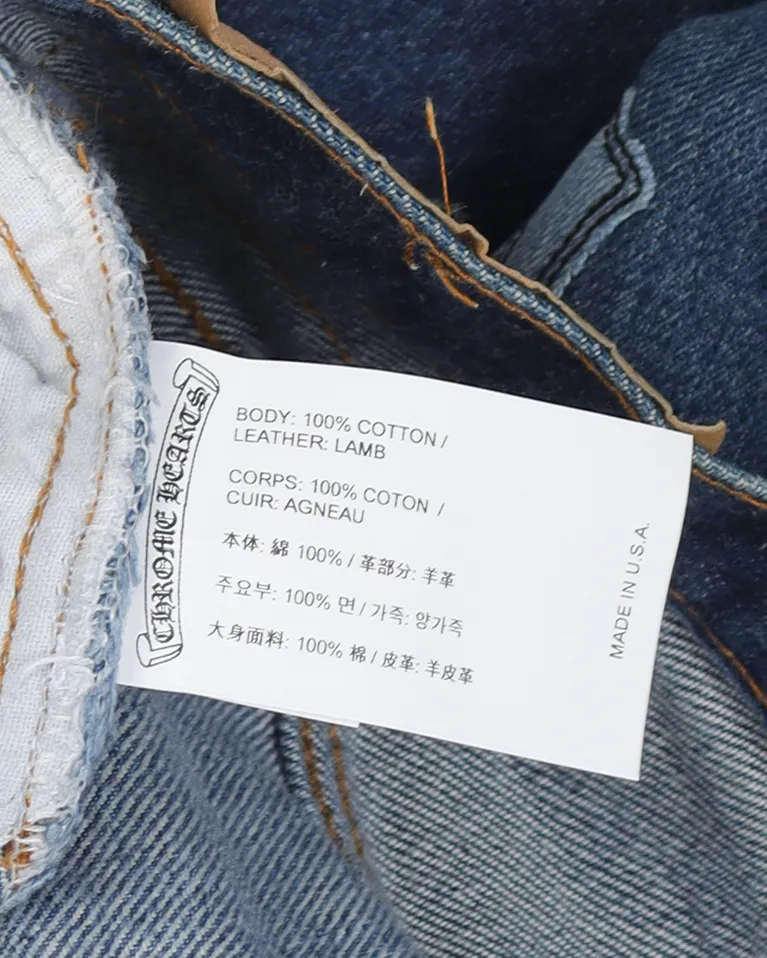 CHROME HEARTS
BODY: 100% COTTON /
LEATHER: LAMB
CORPS: 100% COTON /
CUIR: AGNEAU
本体: 綿 100% / 革部分: 羊革
주요부: 100% 면 / 가죽: 양가죽
大身面料: 100% 棉 / 皮革: 羊皮革
MADE IN U.S.A.